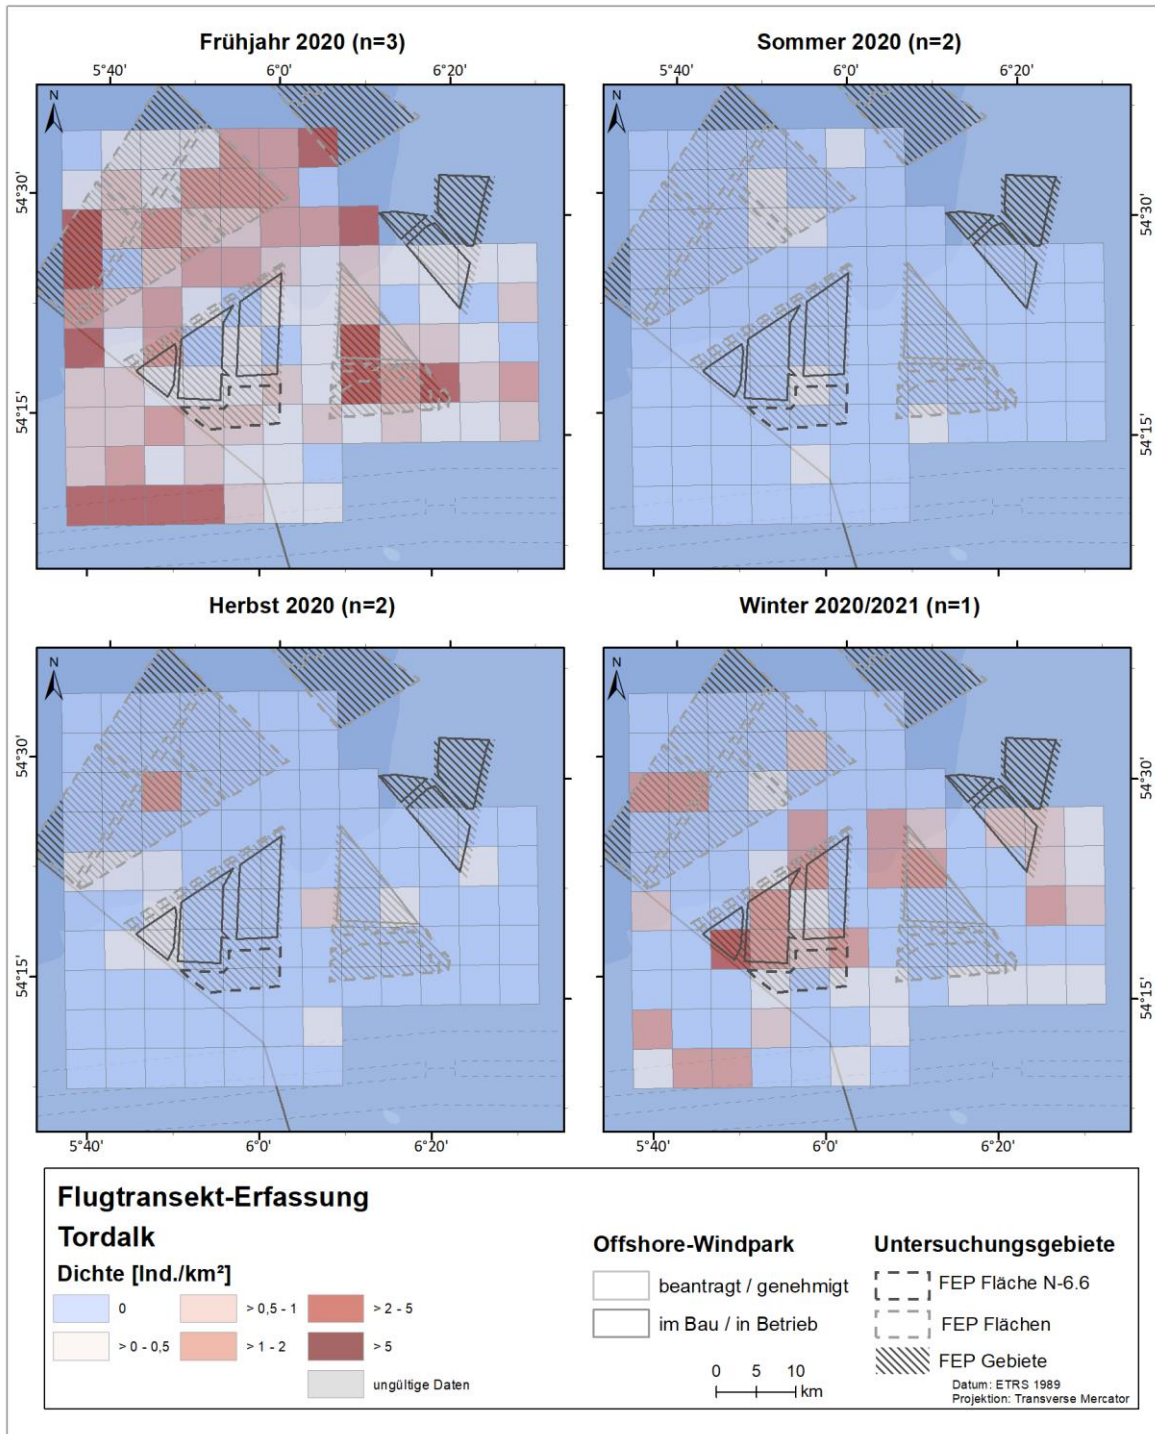 Frühjahr 2020 (n=3)
Sommer 2020 (n=2)
5°40' 6°0' 6°20'
5°40' 6°0' 6°20'
N
N
54°30'
54°30'
54°15'
54°15'
Herbst 2020 (n=2)
Winter 2020/2021 (n=1)
N
N
54°30'
54°30'
54°15'
54°15'
5°40' 6°0' 6°20'
5°40' 6°0' 6°20'
Flugtransekt-Erfassung
Tordalk
Dichte [Ind./km²]
0
> 0 - 0,5
> 0,5 - 1
> 1 - 2
> 2 - 5
> 5
ungültige Daten
Offshore-Windpark
beantragt / genehmigt
im Bau / in Betrieb
0 5 10
km
Untersuchungsgebiete
FEP Fläche N-6.6
FEP Flächen
FEP Gebiete
Datum: ETRS 1989
Projektion: Transverse Mercator